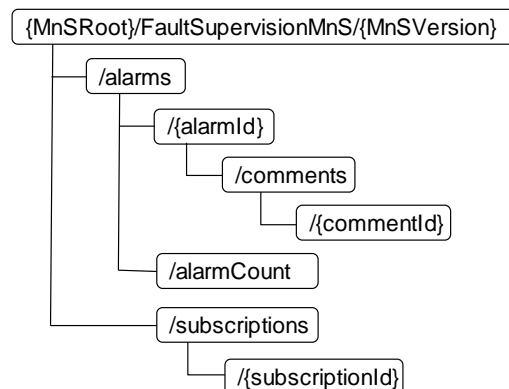 {MnSRoot}/FaultSupervisionMnS/{MnSVersion}
/alarms
/{alarmId}
/comments
/{commentId}
/alarmCount
/subscriptions
/{subscriptionId}